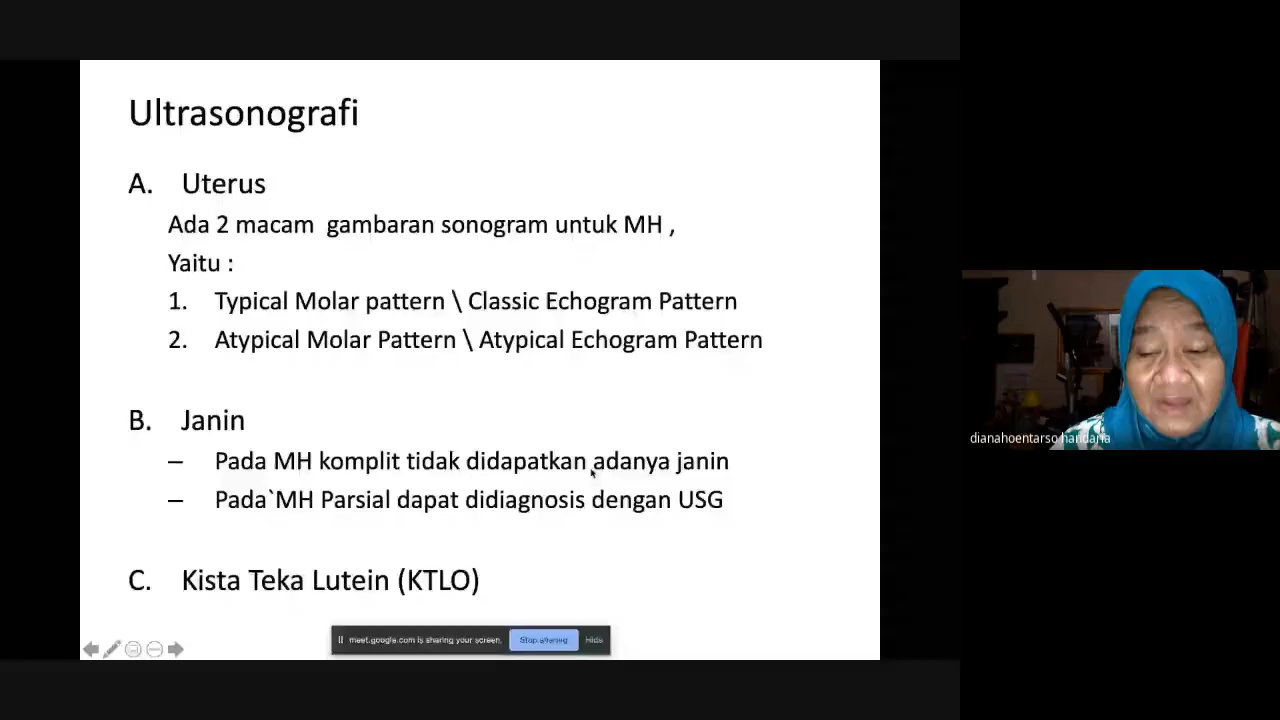 Ultrasonografi
A. Uterus
Ada 2 macam gambaran sonogram untuk MH ,
Yaitu :
1. Typical Molar pattern \ Classic Echogram Pattern
2. Atypical Molar Pattern \ Atypical Echogram Pattern
B. Janin
– Pada MH komplit tidak didapatkan adanya janin
– Pada`MH Parsial dapat didiagnosis dengan USG
C. Kista Teka Lutein (KTLO)
meet.google.com is sharing your screen.
Stop sharing
Hide
dianahoentarso handaria